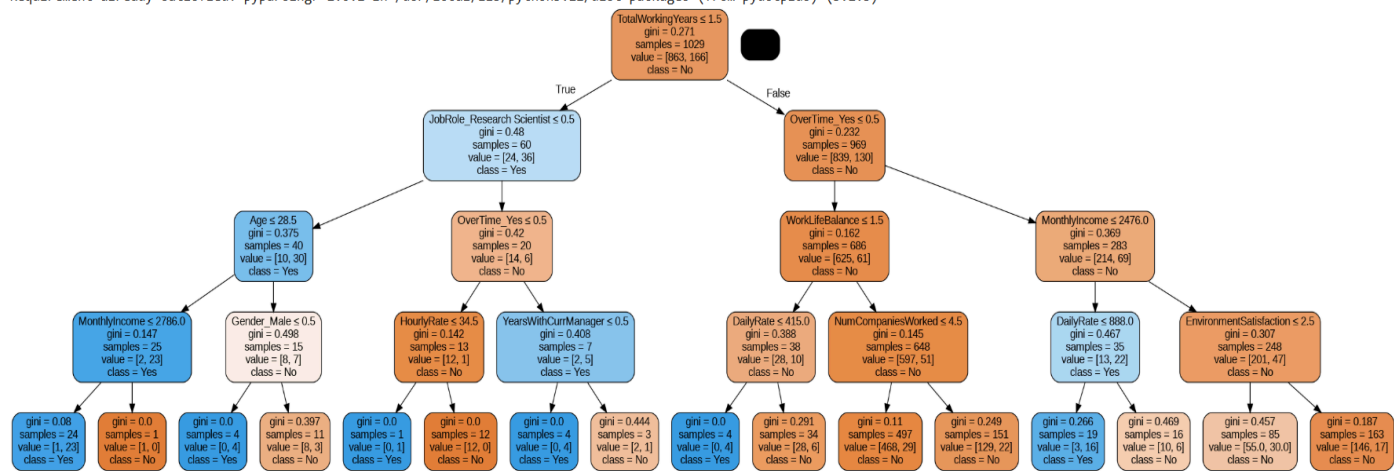 TotalWorkingYears ≤ 1.5
gini = 0.271
samples = 1029
value = [863, 166]
class = No
True
False
JobRole_Research Scientist ≤ 0.5
gini = 0.48
samples = 60
value = [24, 36]
class = Yes
OverTime_Yes ≤ 0.5
gini = 0.232
samples = 969
value = [839, 130]
class = No
Age ≤ 28.5
gini = 0.375
samples = 40
value = [10, 30]
class = Yes
OverTime_Yes ≤ 0.5
gini = 0.42
samples = 20
value = [14, 6]
class = No
WorkLifeBalance ≤ 1.5
gini = 0.162
samples = 686
value = [625, 61]
class = No
MonthlyIncome ≤ 2476.0
gini = 0.369
samples = 283
value = [214, 69]
class = No
MonthlyIncome ≤ 2786.0
gini = 0.147
samples = 25
value = [2, 23]
class = Yes
Gender_Male ≤ 0.5
gini = 0.498
samples = 15
value = [8, 7]
class = No
HourlyRate ≤ 34.5
gini = 0.142
samples = 13
value = [12, 1]
class = No
YearsWithCurrManager ≤ 0.5
gini = 0.408
samples = 7
value = [2, 5]
class = Yes
DailyRate ≤ 415.0
gini = 0.388
samples = 38
value = [28, 10]
class = No
NumCompaniesWorked ≤ 4.5
gini = 0.145
samples = 648
value = [597, 51]
class = No
DailyRate ≤ 888.0
gini = 0.467
samples = 35
value = [13, 22]
class = Yes
EnvironmentSatisfaction ≤ 2.5
gini = 0.307
samples = 248
value = [201, 47]
class = No
gini = 0.08
samples = 24
value = [1, 23]
class = Yes
gini = 0.0
samples = 1
value = [1, 0]
class = No
gini = 0.0
samples = 4
value = [0, 4]
class = Yes
gini = 0.397
samples = 11
value = [8, 3]
class = No
gini = 0.0
samples = 1
value = [0, 1]
class = Yes
gini = 0.0
samples = 12
value = [12, 0]
class = No
gini = 0.0
samples = 4
value = [0, 4]
class = Yes
gini = 0.444
samples = 3
value = [2, 1]
class = No
gini = 0.0
samples = 4
value = [0, 4]
class = Yes
gini = 0.291
samples = 34
value = [28, 6]
class = No
gini = 0.11
samples = 497
value = [468, 29]
class = No
gini = 0.249
samples = 151
value = [129, 22]
class = No
gini = 0.266
samples = 19
value = [3, 16]
class = Yes
gini = 0.469
samples = 16
value = [10, 6]
class = No
gini = 0.457
samples = 85
value = [55.0, 30.0]
class = No
gini = 0.187
samples = 163
value = [146, 17]
class = No